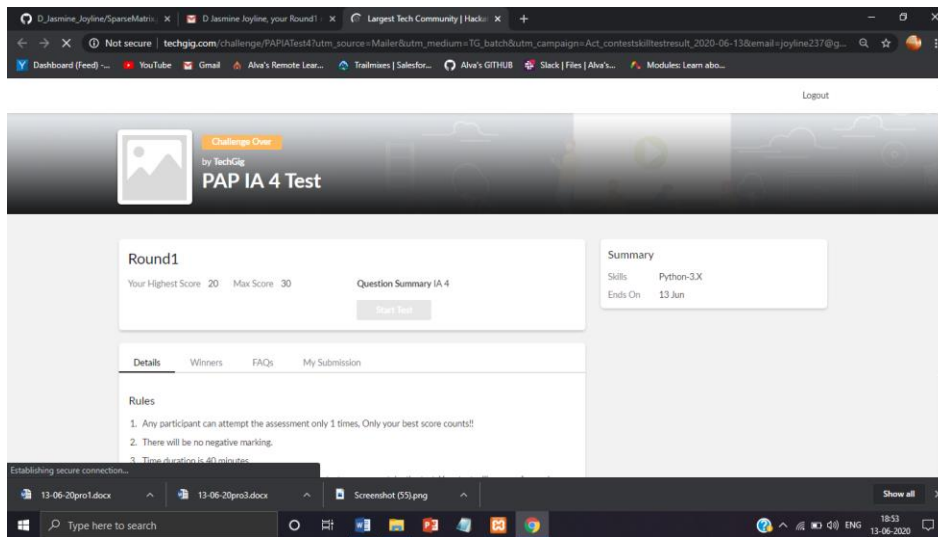 D_Jasmine_Joyline/SparseMatrix
D Jasmine Joyline, your Round1
Largest Tech Community | Hacka
Not secure | techgig.com/challenge/PAPIATest4?utm_source=Mailer&utm_medium=TG_batch&utm_campaign=Act_contestskilltestresult_2020-06-13&email=joyline237@g...
Dashboard (Feed) -...
YouTube
Gmail
Alva's Remote Lear...
Trailmixes | Salesfor...
Alva's GITHUB
Slack | Files | Alva's...
Modules: Learn abo...
Logout
Challenge Over
by TechGig
PAP IA 4 Test
Round1
Your Highest Score 20 Max Score 30
Question Summary IA 4
Start Test
Summary
Skills Python-3.X
Ends On 13 Jun
Details Winners FAQs My Submission
Rules
1. Any participant can attempt the assessment only 1 times, Only your best score counts!!
2. There will be no negative marking.
3. Time duration is 40 minutes.
Establishing secure connection...
13-06-20pro1.docx
13-06-20pro3.docx
Screenshot (55).png
Show all
Type here to search
ENG
18:53
13-06-2020